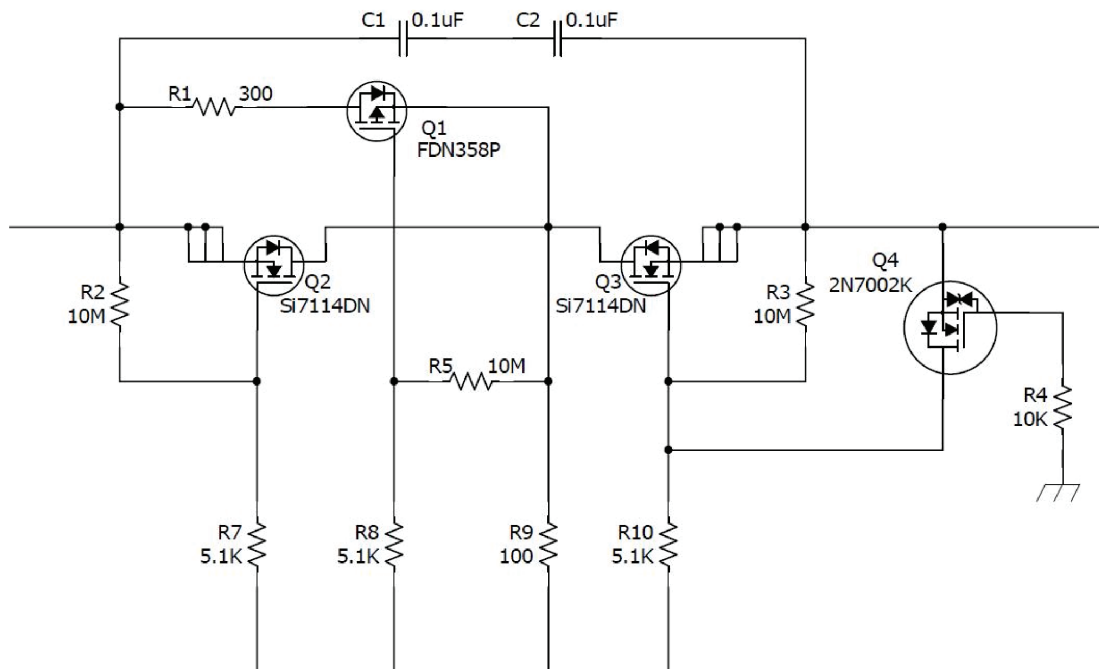 C1 0.1uF C2 0.1uF
R1 300
Q1
FDN358P
Q2
Si7114DN
Q3
Si7114DN
Q4
2N7002K
R2
10M
R3
10M
R5 10M
R4
10K
R7
5.1K
R8
5.1K
R9
100
R10
5.1K